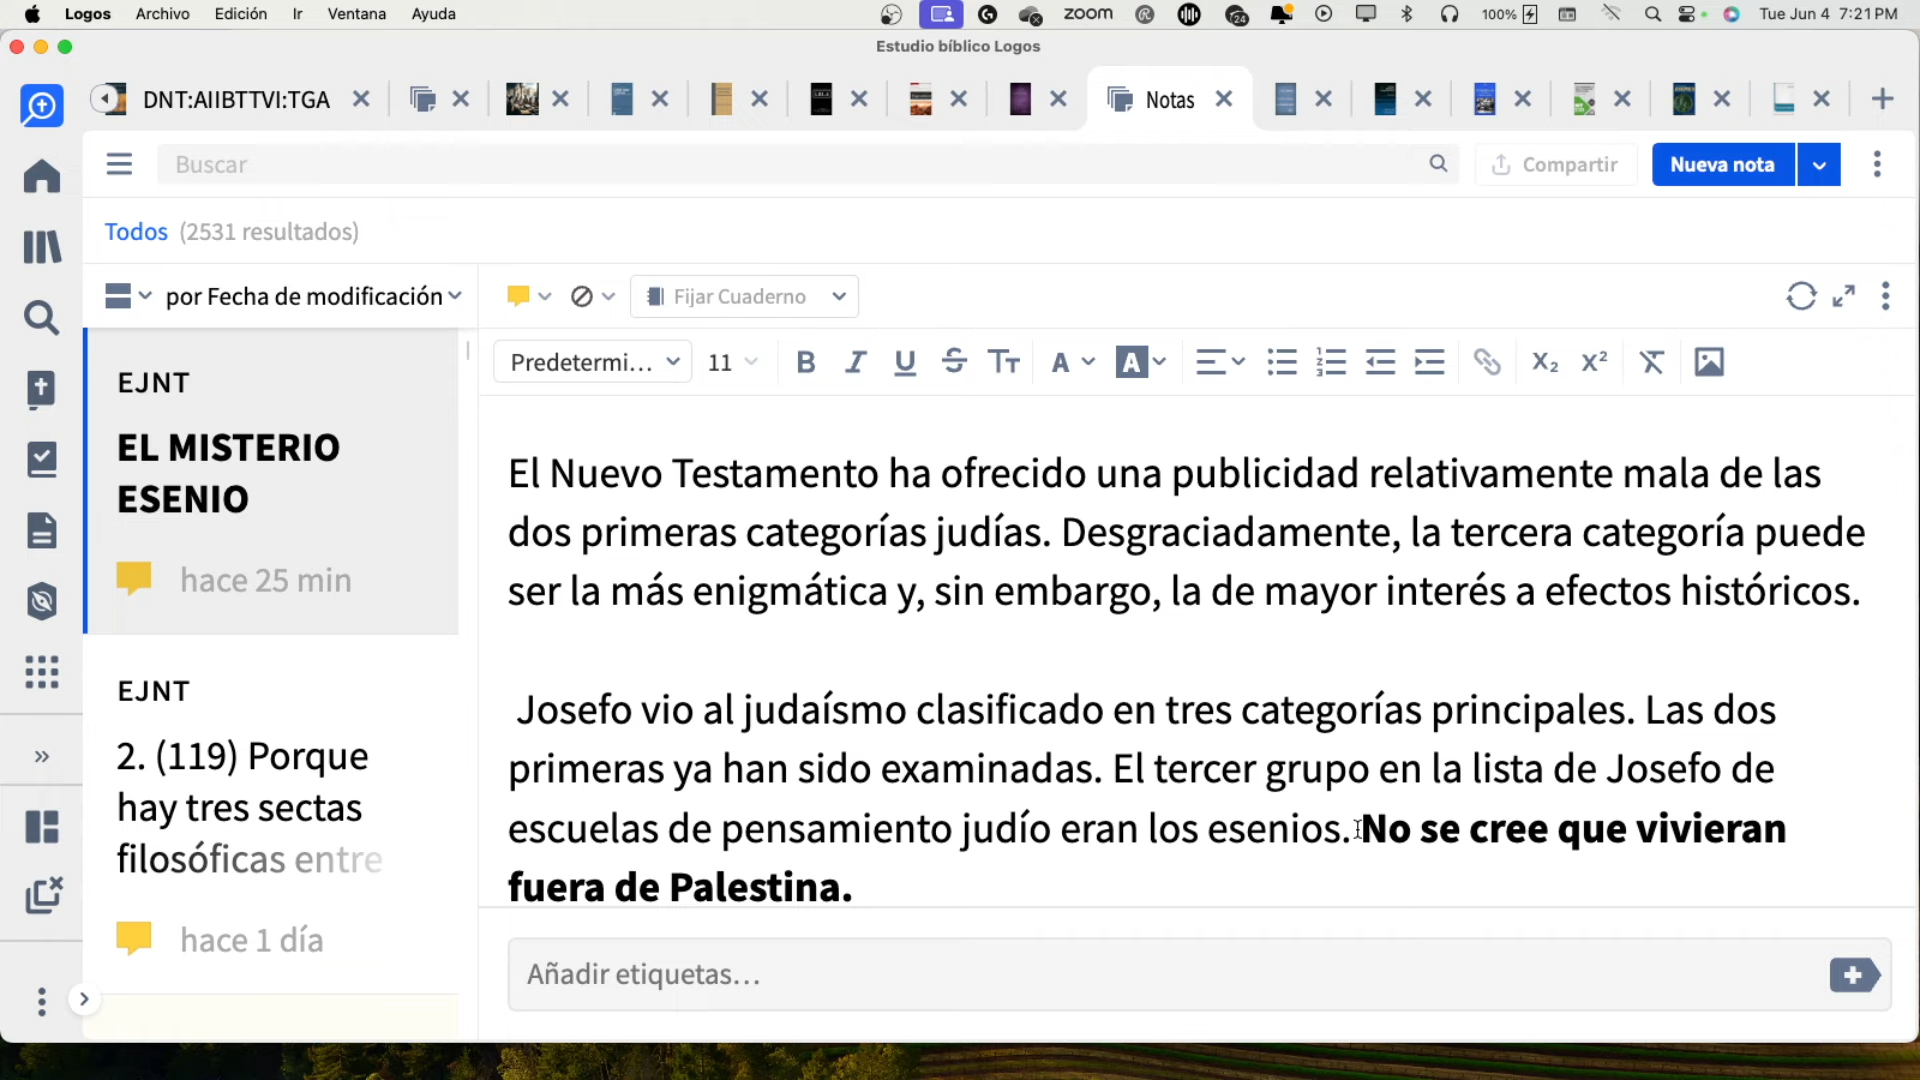 Logos Archivo Edición Ir Ventana Ayuda zoom 24 100% Tue Jun 4 7:21 PM
Estudio bíblico Logos
DNT:AIIBTTVI:TGA Notas
Buscar Compartir Nueva nota
Todos (2531 resultados)
por Fecha de modificación Fijar Cuaderno
Predetermi... 11 B I U S Tт A A X₂ X²
EJNT
EL MISTERIO
ESENIO
hace 25 min
EJNT
2. (119) Porque
hay tres sectas
filosóficas entre
hace 1 día
El Nuevo Testamento ha ofrecido una publicidad relativamente mala de las
dos primeras categorías judías. Desgraciadamente, la tercera categoría puede
ser la más enigmática y, sin embargo, la de mayor interés a efectos históricos.
Josefo vio al judaísmo clasificado en tres categorías principales. Las dos
primeras ya han sido examinadas. El tercer grupo en la lista de Josefo de
escuelas de pensamiento judío eran los esenios. No se cree que vivieran
fuera de Palestina.
Añadir etiquetas…